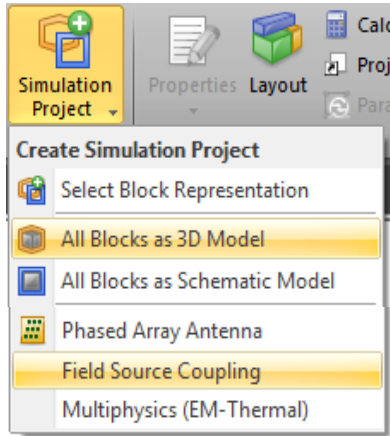 Simulation
Project
Properties
Layout
Calc
Proj
Para
Create Simulation Project
Select Block Representation
All Blocks as 3D Model
All Blocks as Schematic Model
Phased Array Antenna
Field Source Coupling
Multiphysics (EM-Thermal)